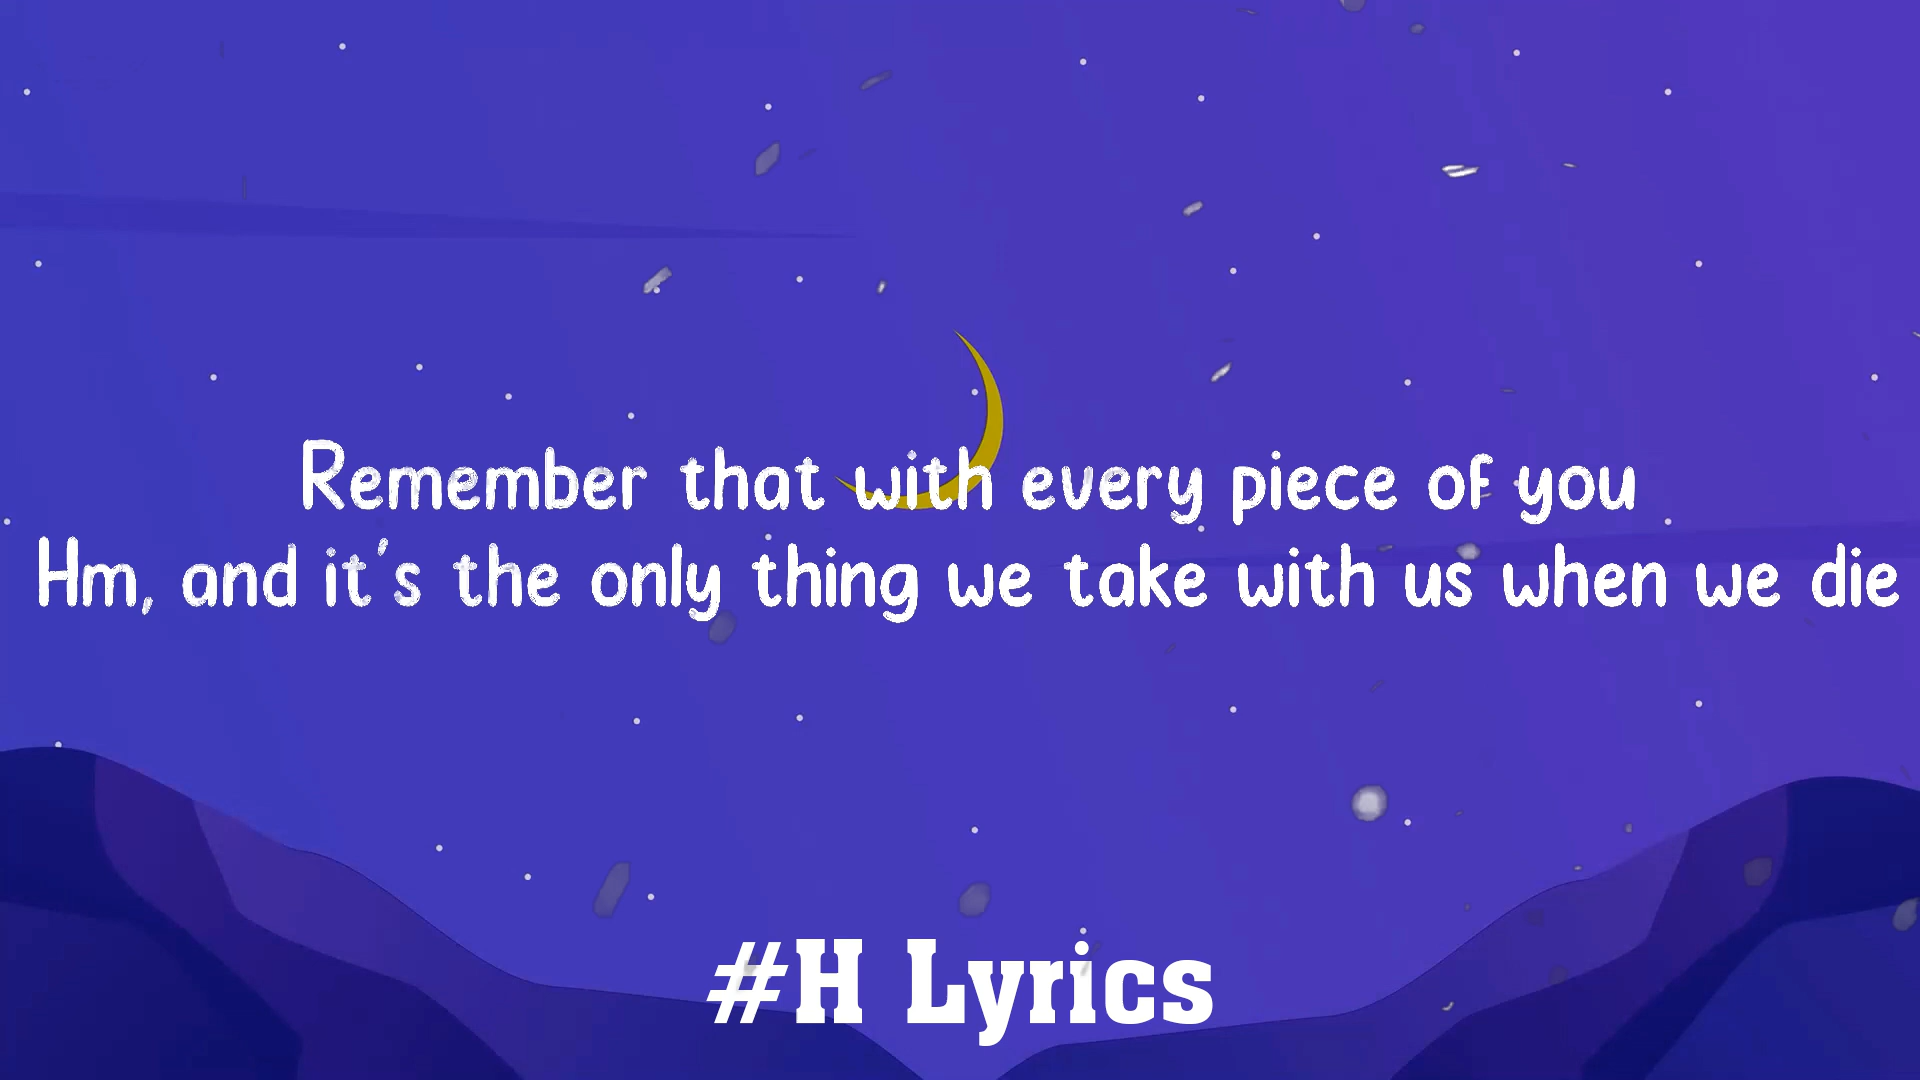 Remember that with every piece of you
Hm, and it's the only thing we take with us when we die
#H Lyrics